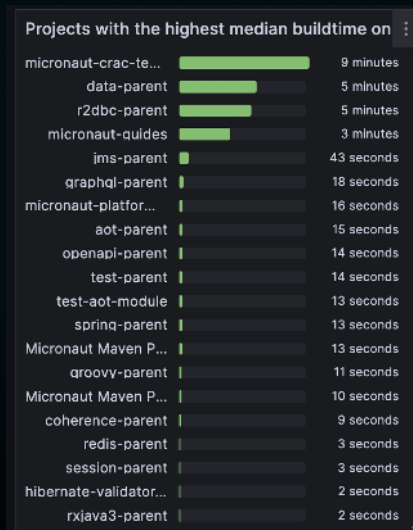 Projects with the highest median buildtime on
micronaut-crac-te... 9 minutes
data-parent 5 minutes
r2dbc-parent 5 minutes
micronaut-guides 3 minutes
jms-parent 43 seconds
graphql-parent 18 seconds
micronaut-platfor... 16 seconds
aot-parent 15 seconds
openapi-parent 14 seconds
test-parent 14 seconds
test-aot-module 13 seconds
spring-parent 13 seconds
Micronaut Maven P... 13 seconds
groovy-parent 11 seconds
Micronaut Maven P... 10 seconds
coherence-parent 9 seconds
redis-parent 3 seconds
session-parent 3 seconds
hibernate-validator... 2 seconds
rxjava3-parent 2 seconds